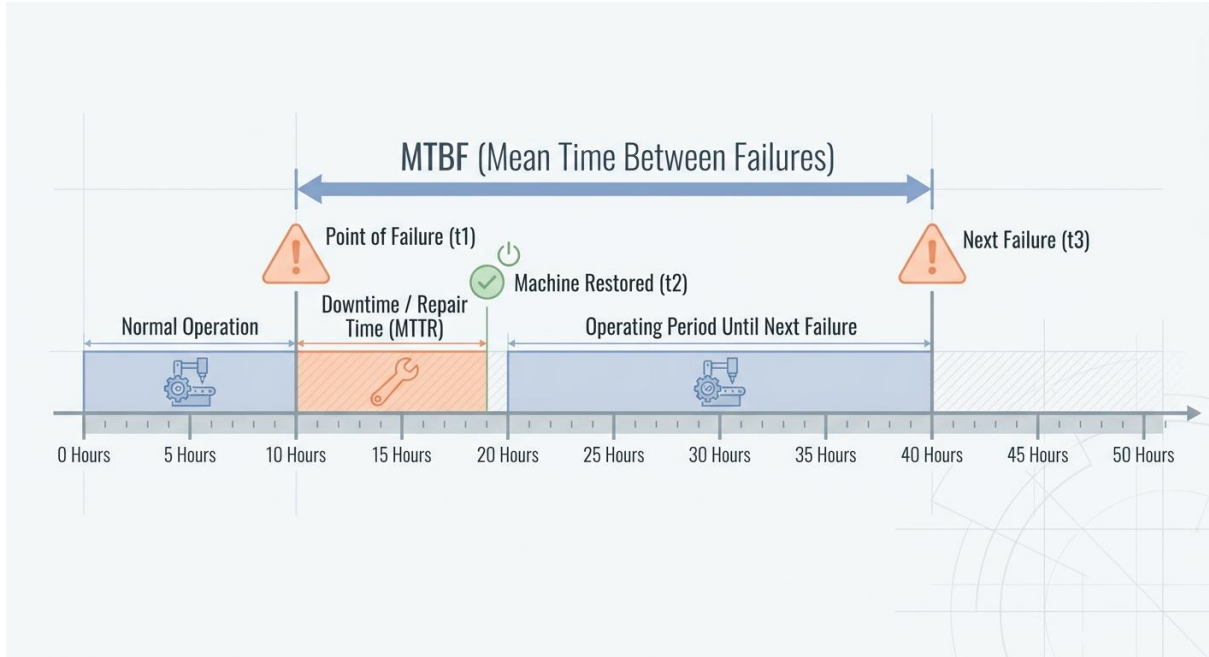 MTBF (Mean Time Between Failures)
Point of Failure (t1)
Next Failure (t3)
Machine Restored (t2)
Normal Operation
Downtime / Repair
Time (MTTR)
Operating Period Until Next Failure
0 Hours
5 Hours
10 Hours
15 Hours
20 Hours
25 Hours
30 Hours
35 Hours
40 Hours
45 Hours
50 Hours